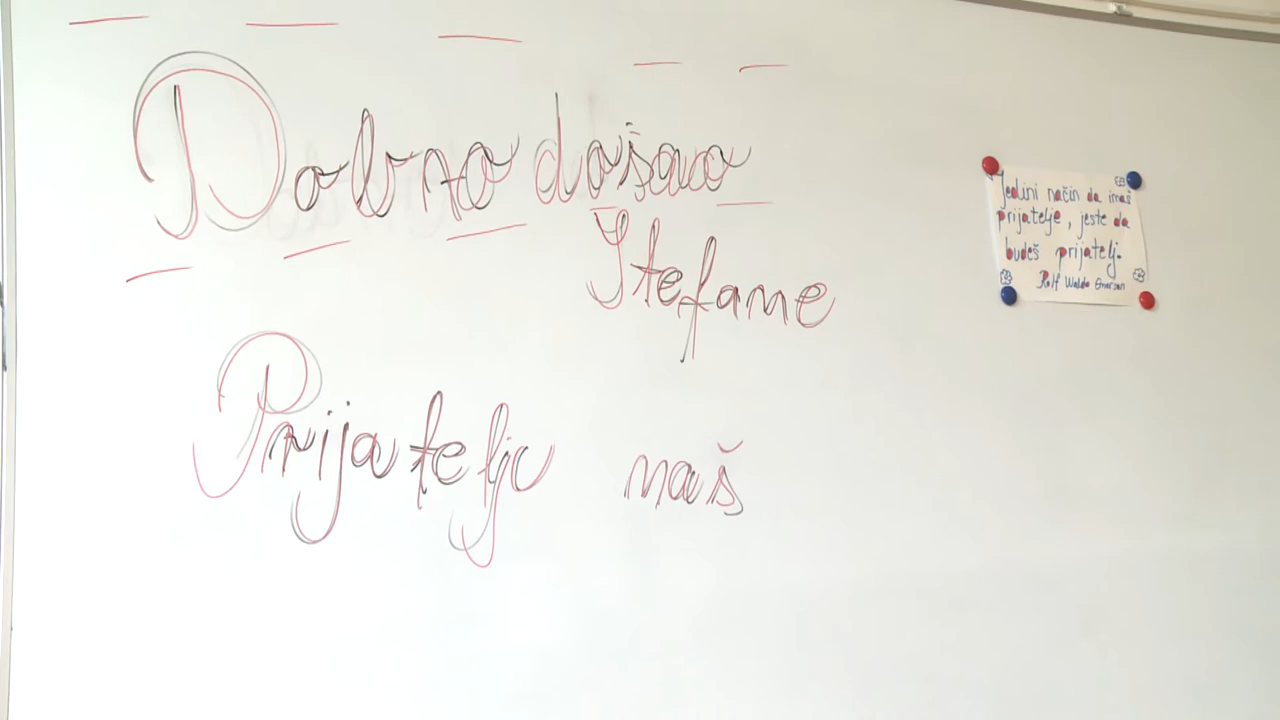 Dobro došao
Stefane
Prijatelju naš
Jedini način da imaš
prijatelje, jeste da
budeš prijatelj.
Ralf Waldo Emerson